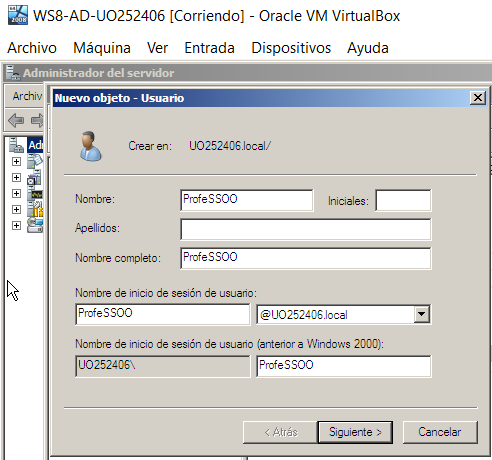 WS8-AD-UO252406 [Corriendo] - Oracle VM VirtualBox
Archivo Máquina Ver Entrada Dispositivos Ayuda
Administrador del servidor
Archiv
Nuevo objeto - Usuario
Crear en: UO252406.local/
Nombre: ProfeSSOO Iniciales:
Apellidos:
Nombre completo: ProfeSSOO
Nombre de inicio de sesión de usuario:
ProfeSSOO @UO252406.local
Nombre de inicio de sesión de usuario (anterior a Windows 2000):
UO252406\ ProfeSSOO
< Atrás Siguiente > Cancelar